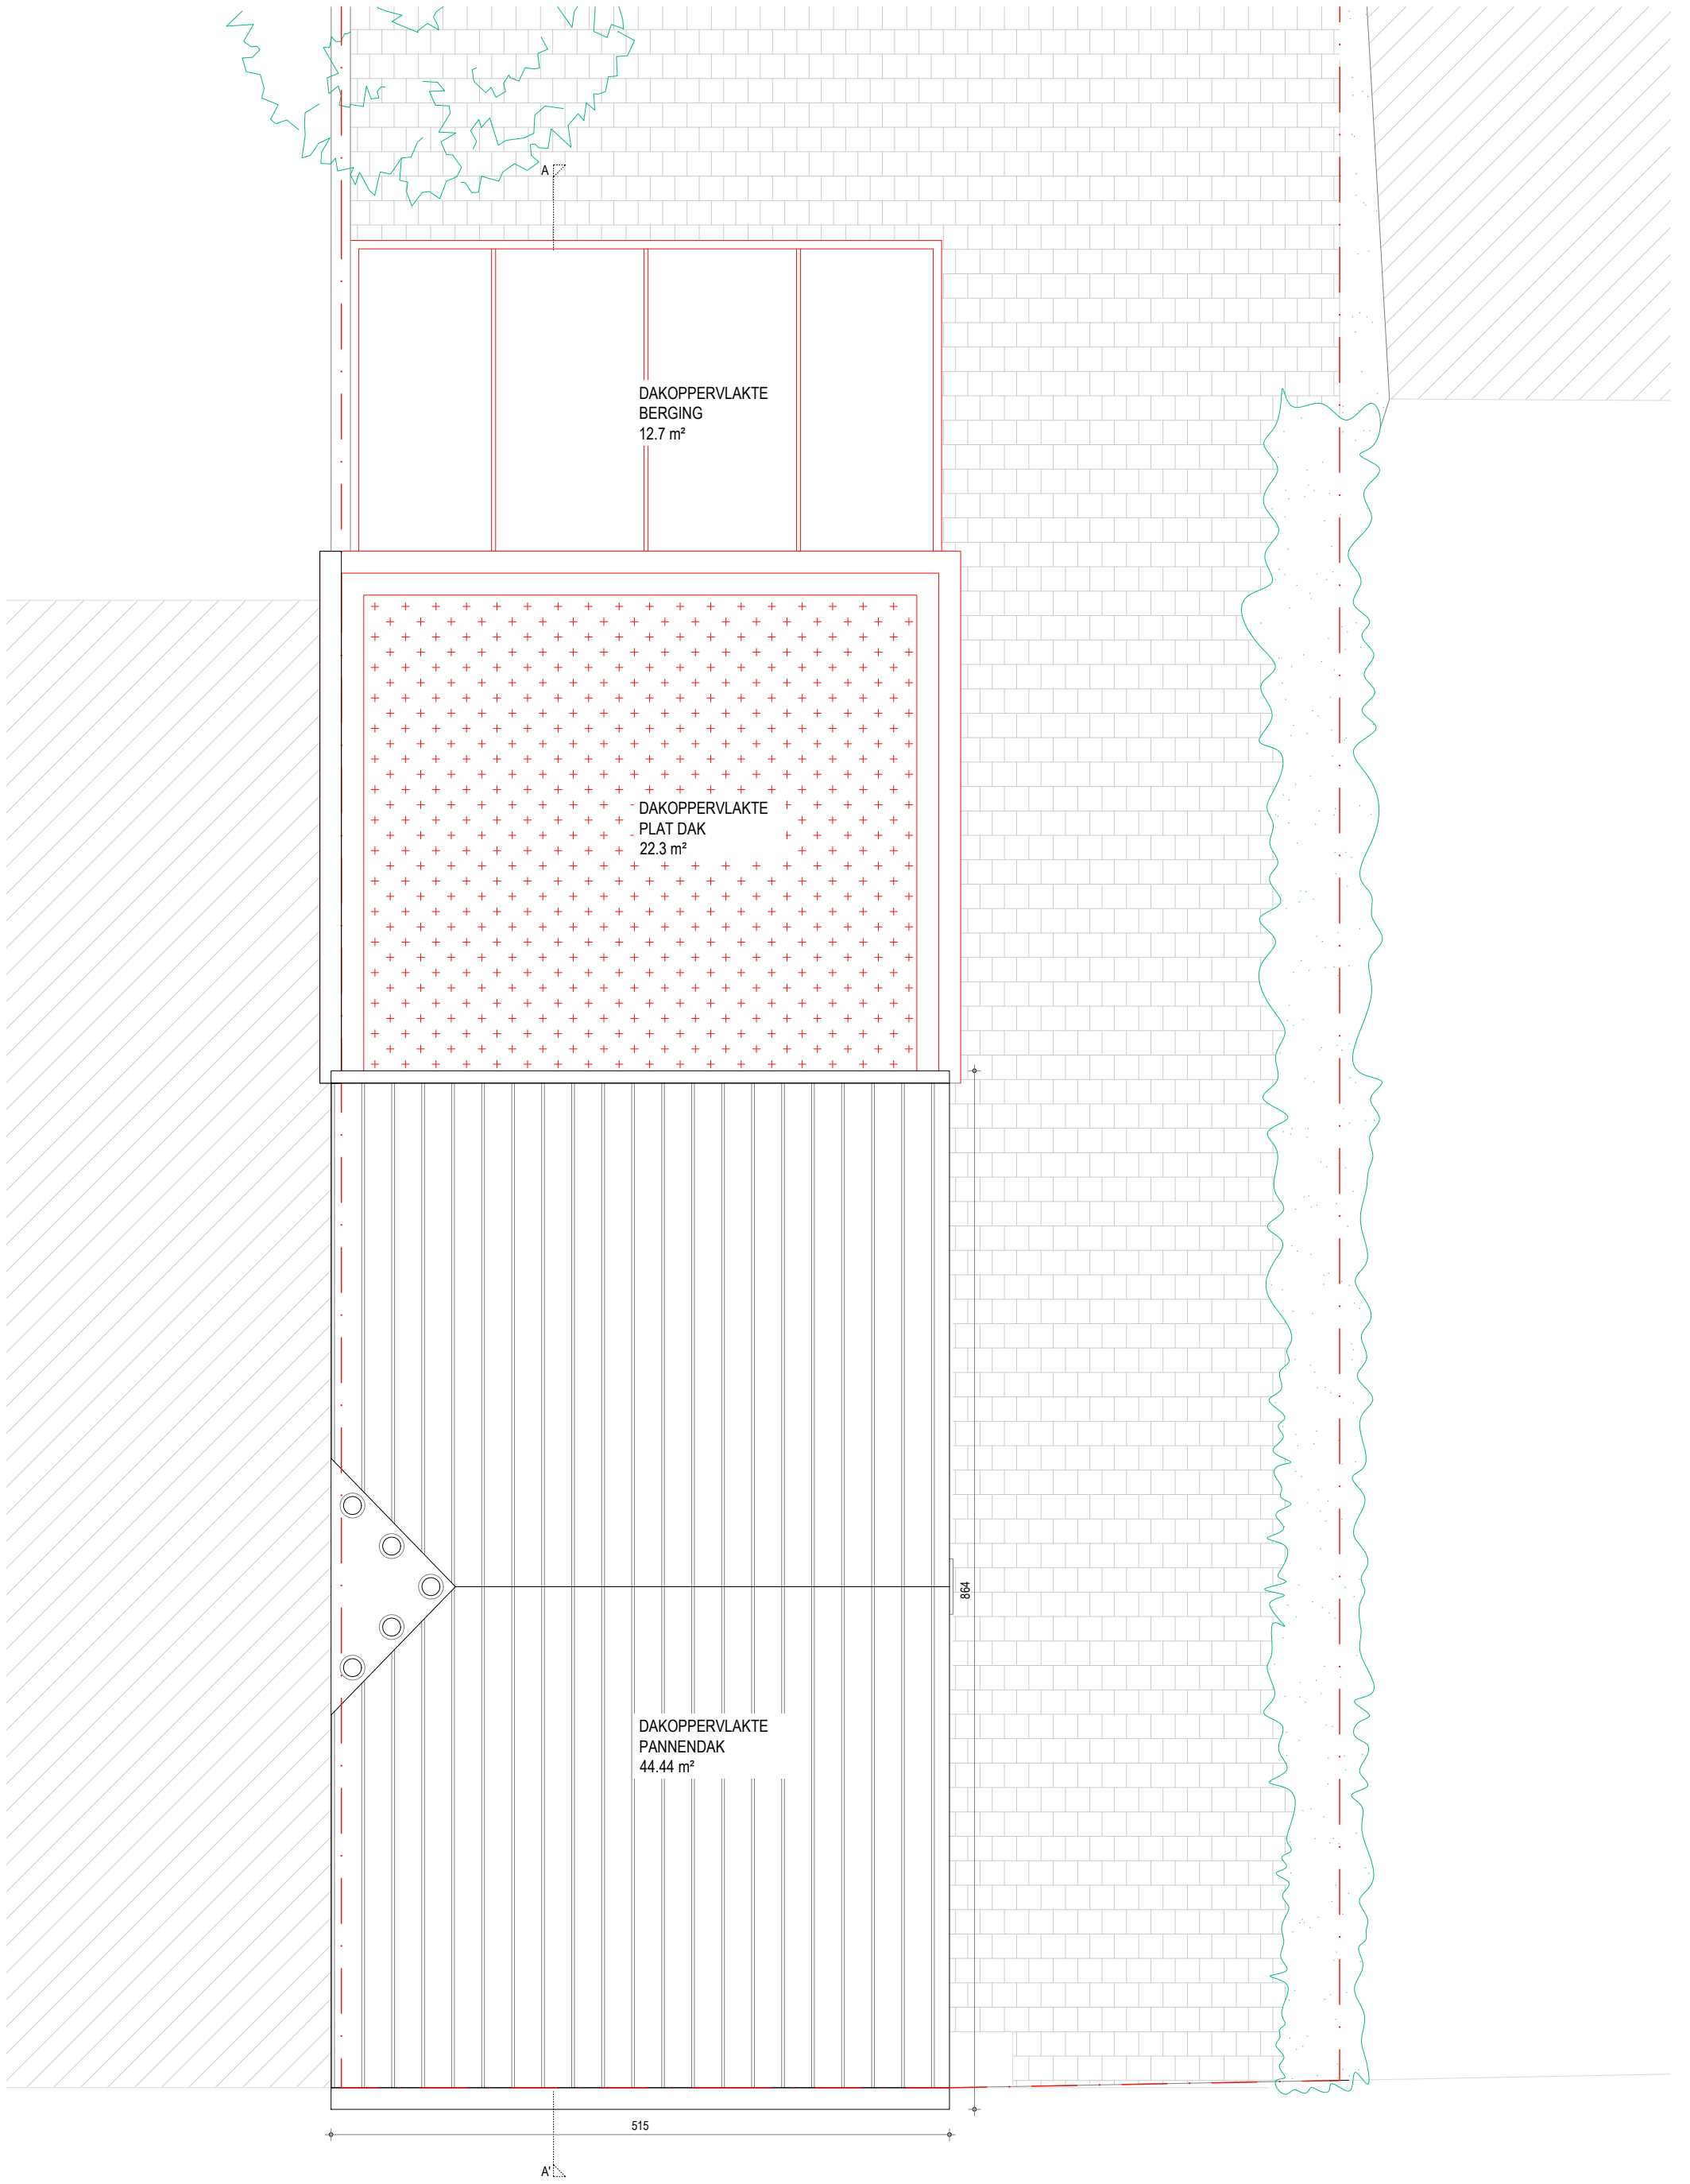 A
DAKOPPERVLAKTE
BERGING
12.7 m²
DAKOPPERVLAKTE
PLAT DAK
22.3 m²
864
DAKOPPERVLAKTE
PANNENDAK
44.44 m²
515
A'